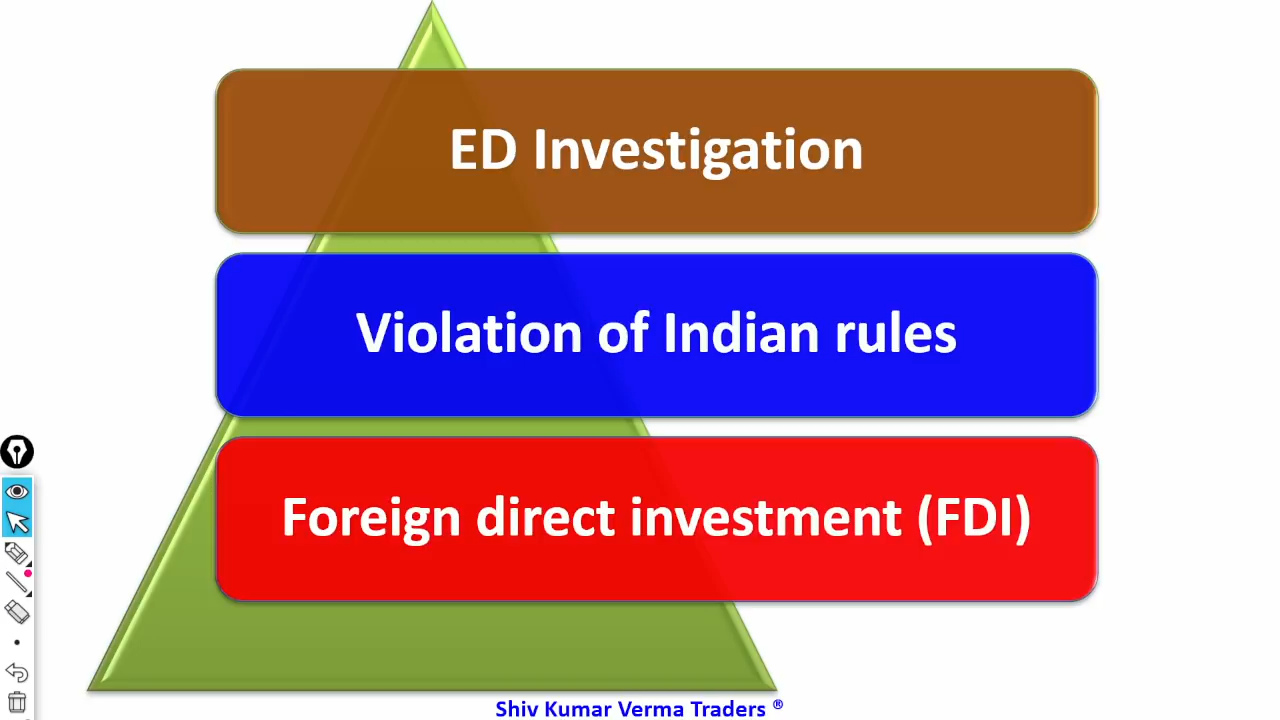 ED Investigation
Violation of Indian rules
Foreign direct investment (FDI)
Shiv Kumar Verma Traders ®